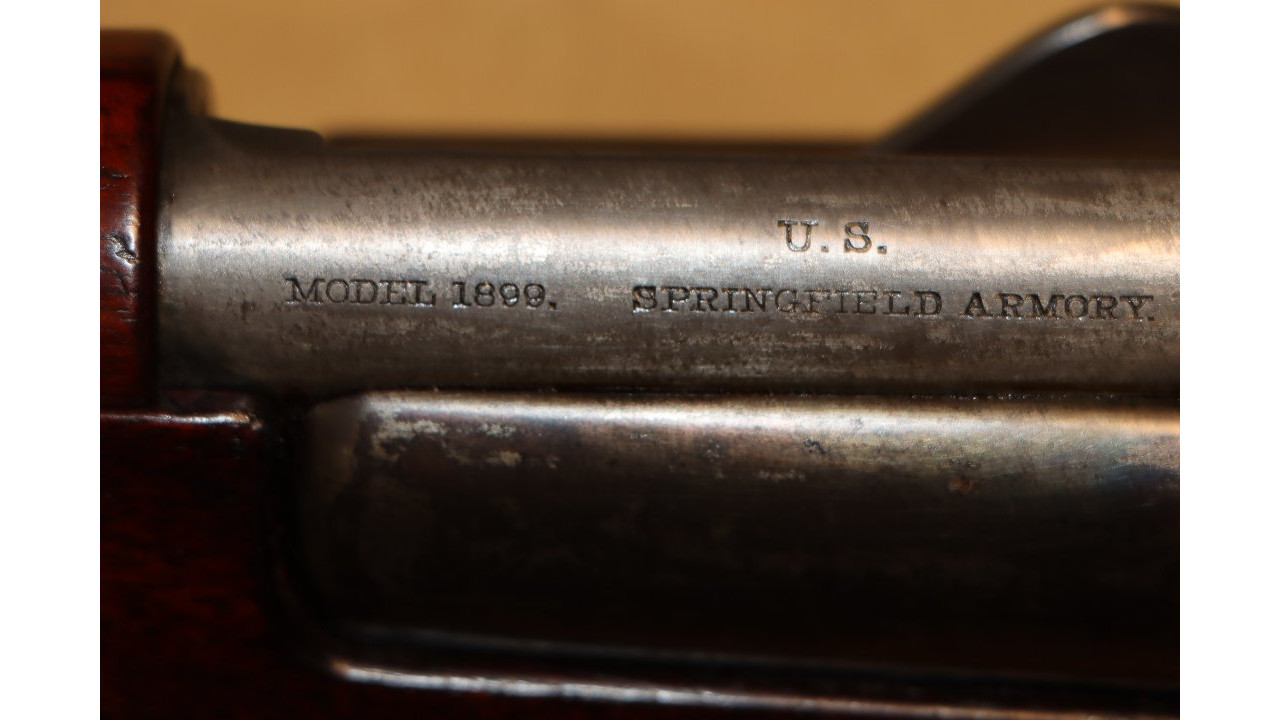 U.S.
MODEL 1899. SPRINGFIELD ARMORY.